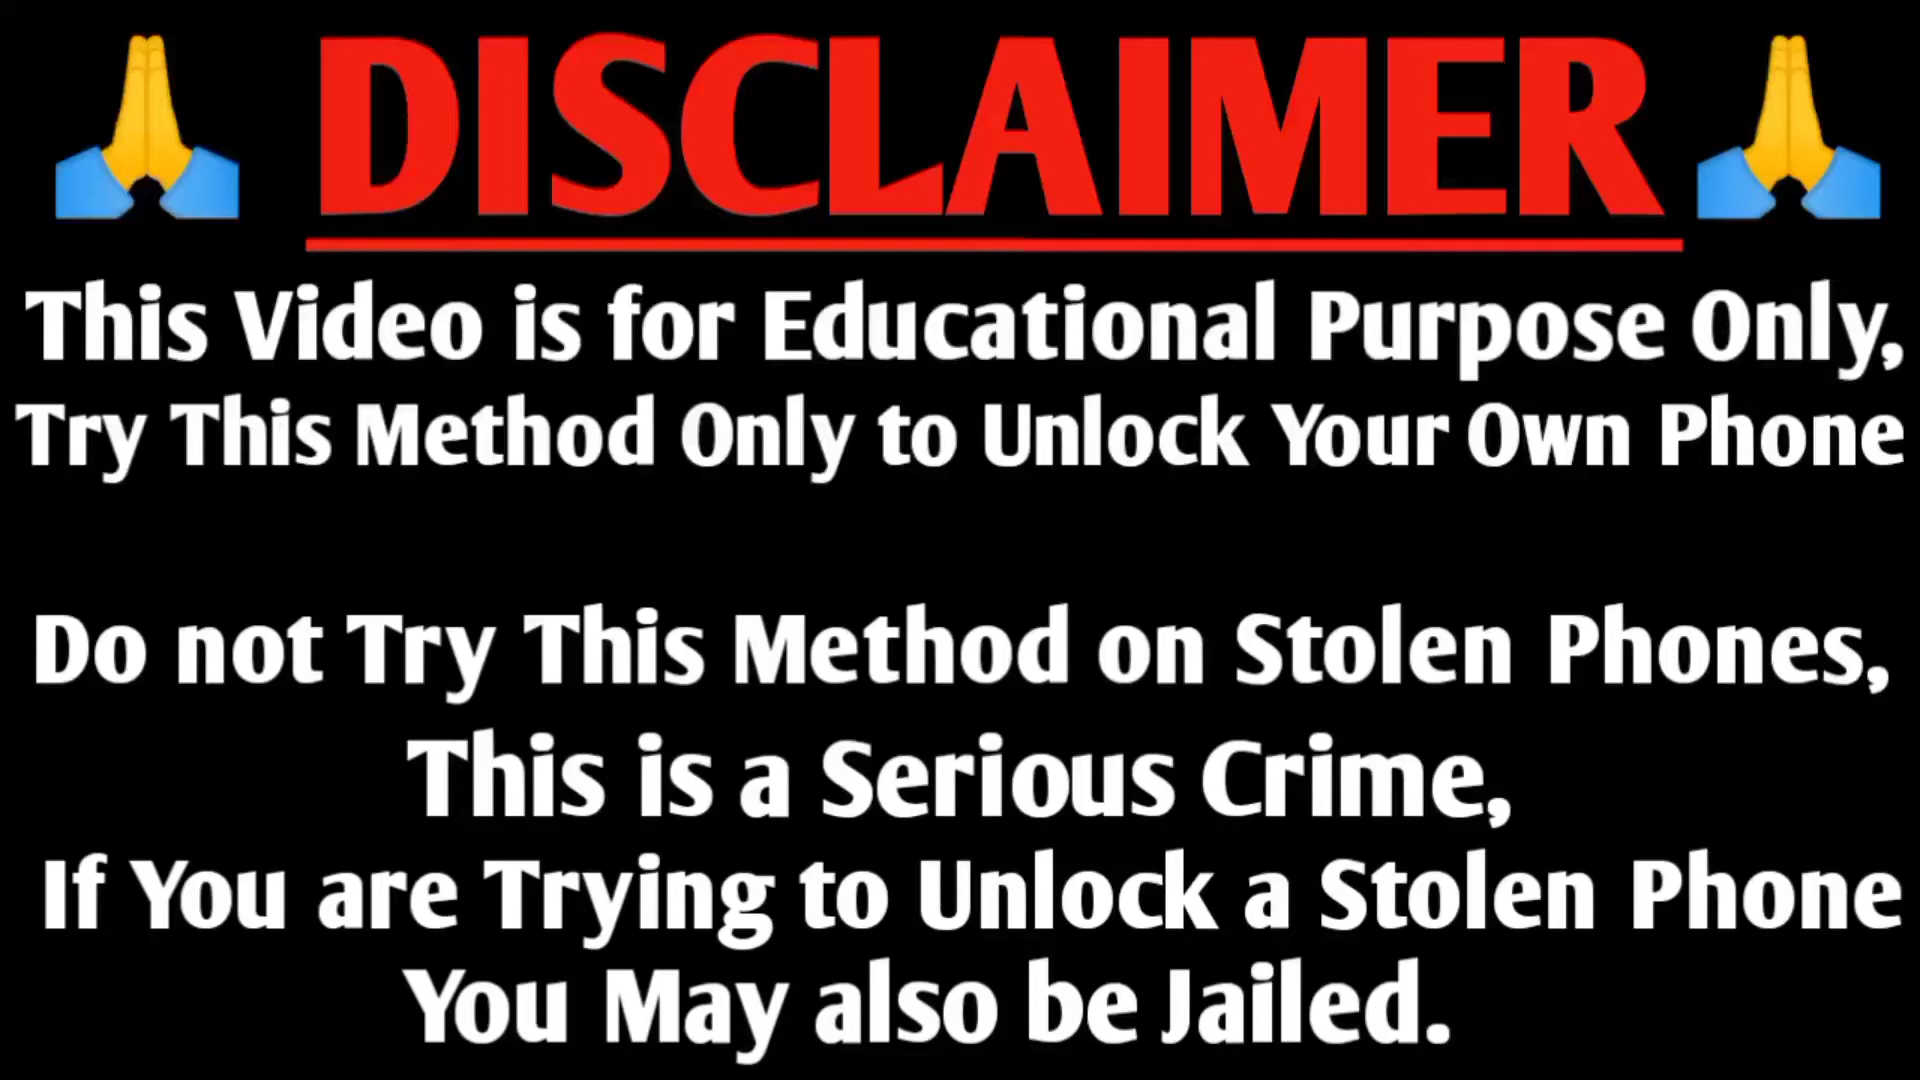 DISCLAIMER
This Video is for Educational Purpose Only,
Try This Method Only to Unlock Your Own Phone
Do not Try This Method on Stolen Phones,
This is a Serious Crime,
If You are Trying to Unlock a Stolen Phone
You May also be Jailed.